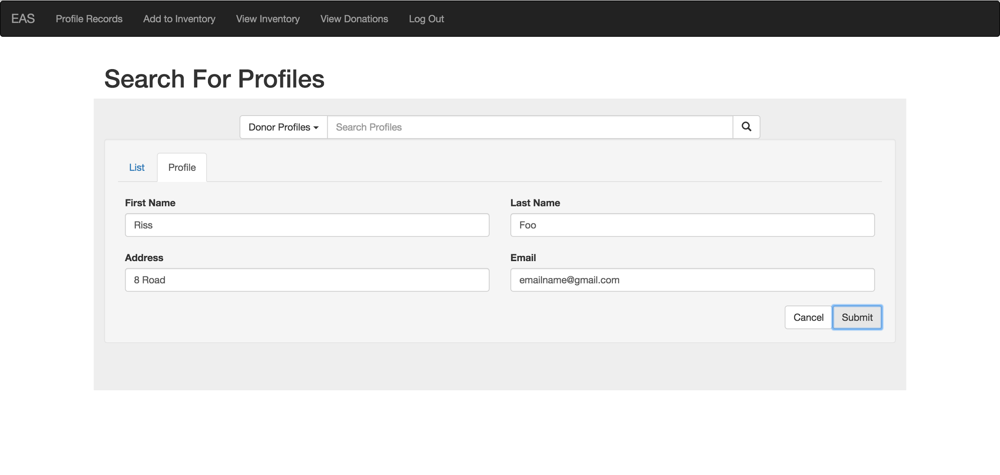 EAS Profile Records Add to Inventory View Inventory View Donations Log Out
Search For Profiles
Donor Profiles Search Profiles
List Profile
First Name Last Name
Riss Foo
Address Email
8 Road emailname@gmail.com
Cancel Submit